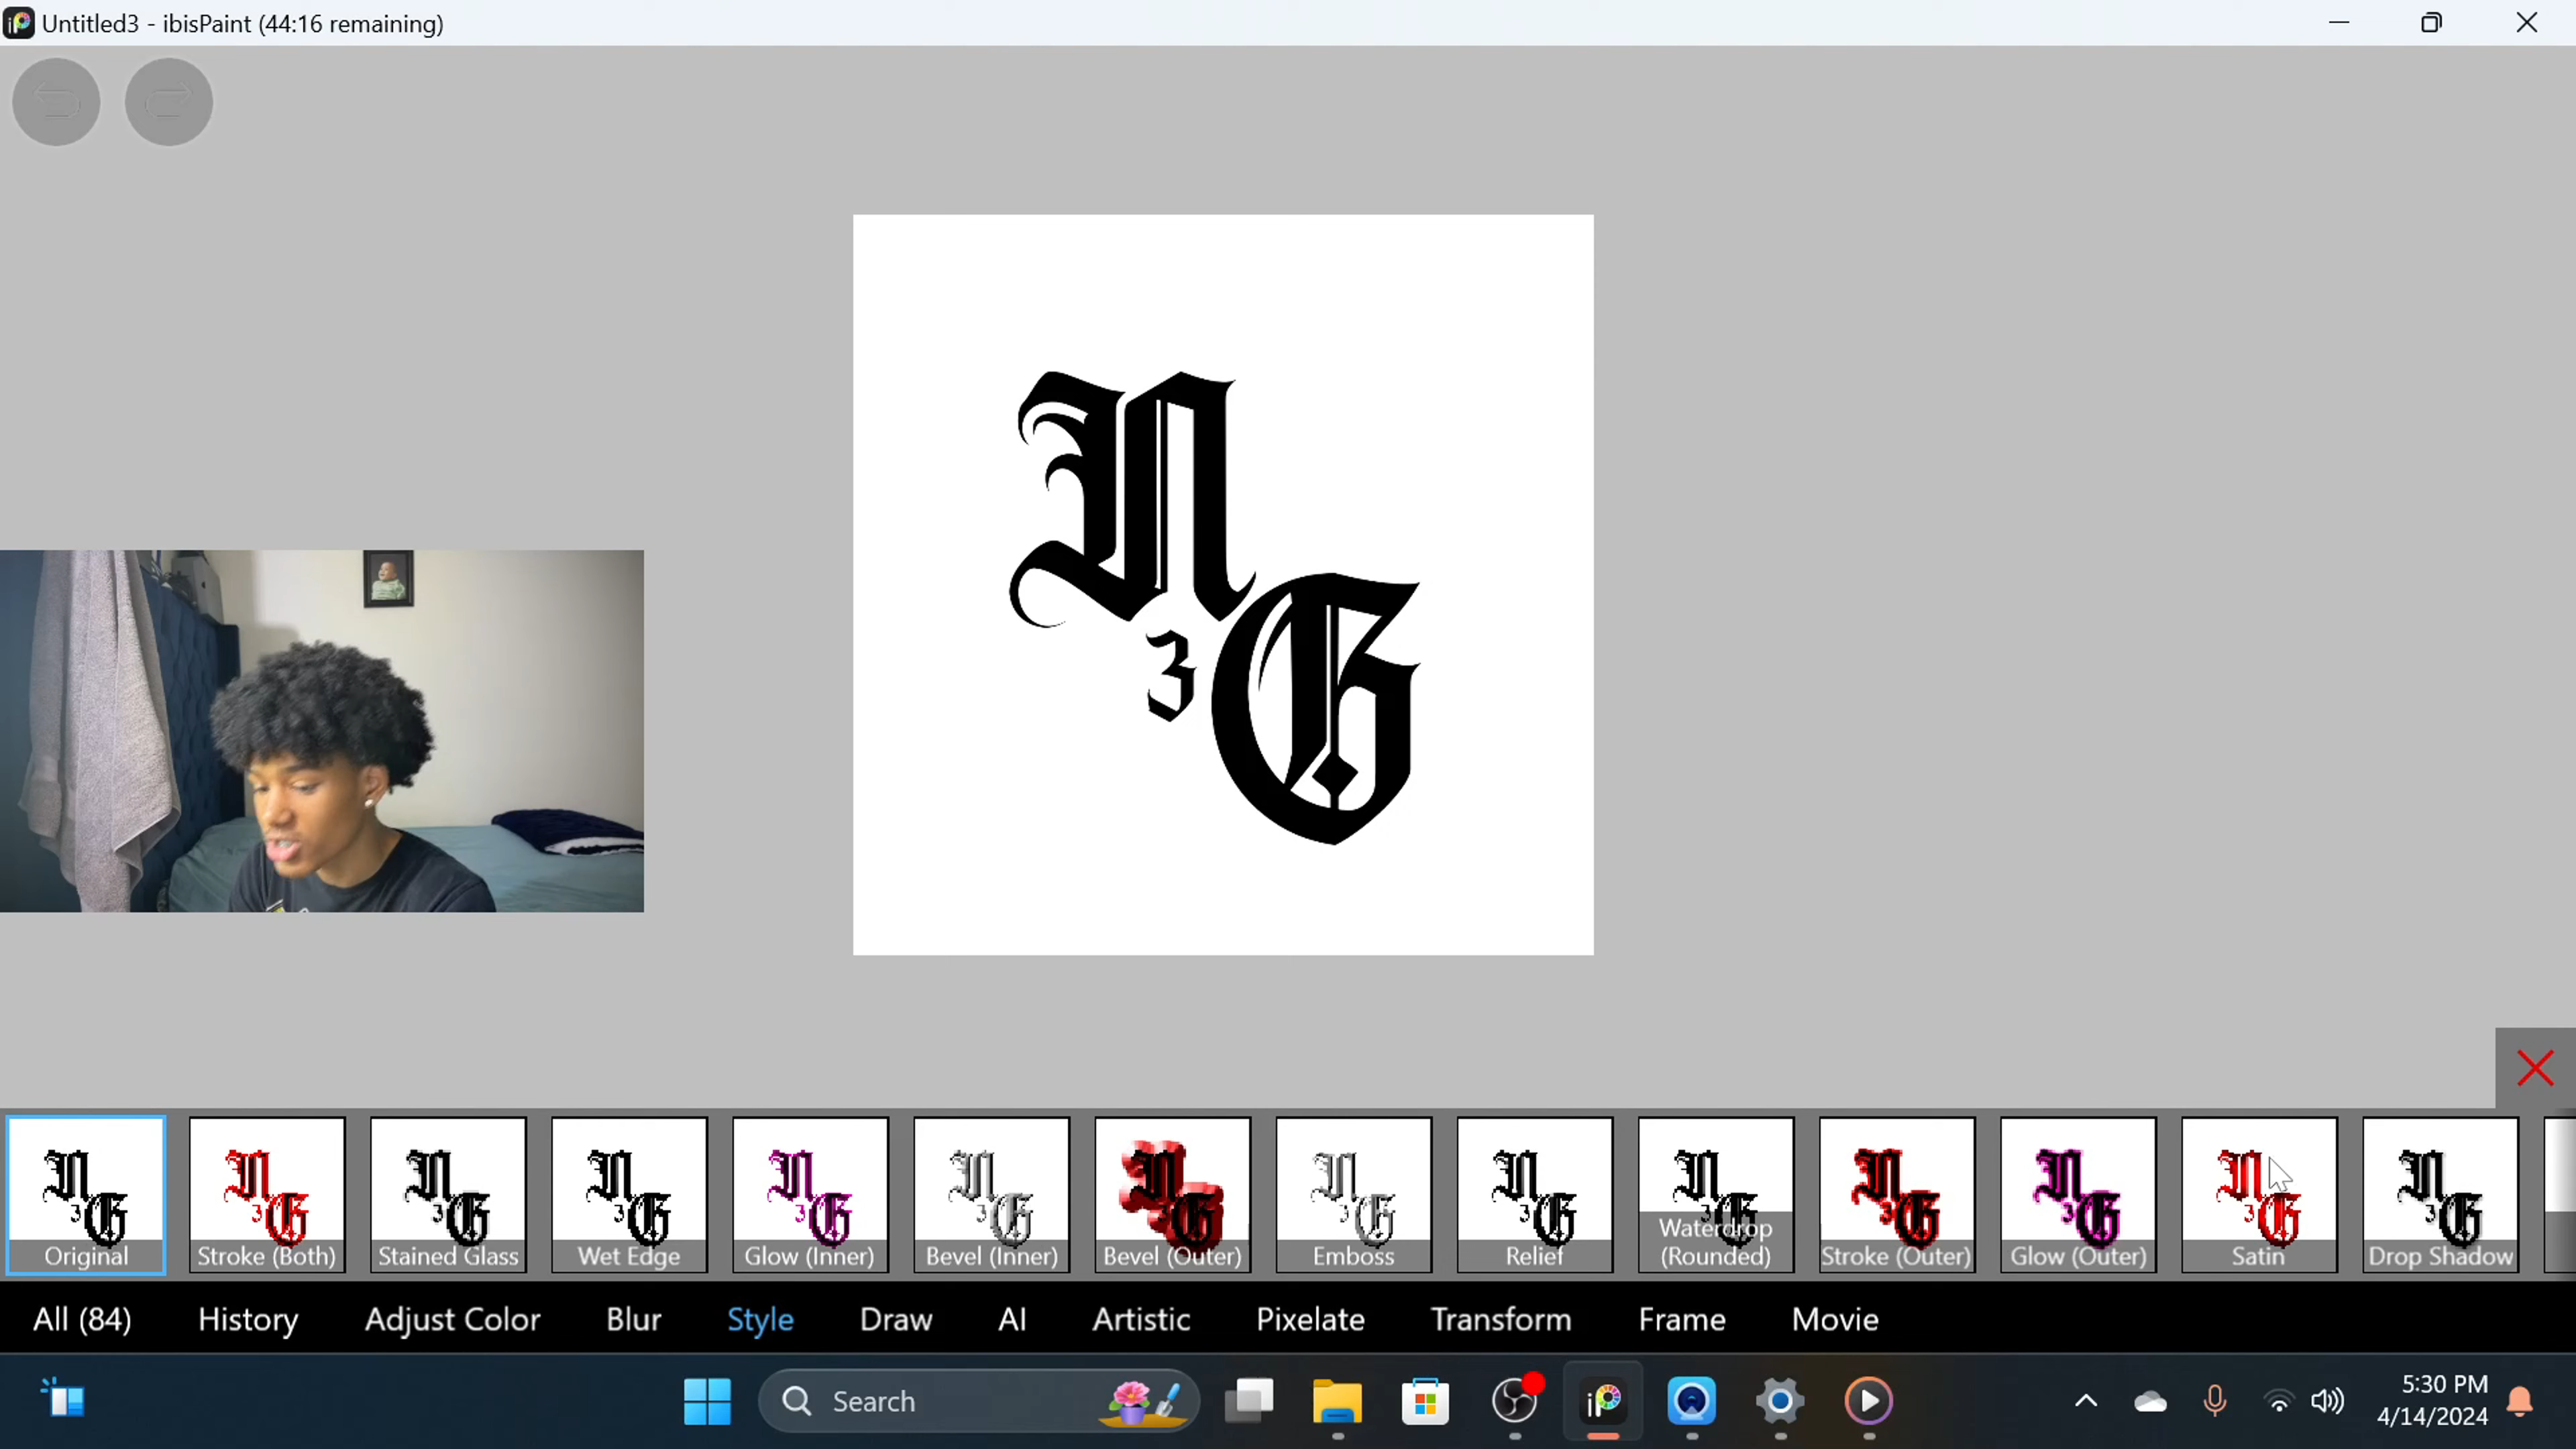 Untitled3 - ibisPaint (44:16 remaining)
N
3
G
Original
Stroke (Both)
Stained Glass
Wet Edge
Glow (Inner)
Bevel (Inner)
Bevel (Outer)
Emboss
Relief
Waterdrop
(Rounded)
Stroke (Outer)
Glow (Outer)
Satin
Drop Shadow
All (84) History Adjust Color Blur Style Draw AI Artistic Pixelate Transform Frame Movie
Search
5:30 PM
4/14/2024